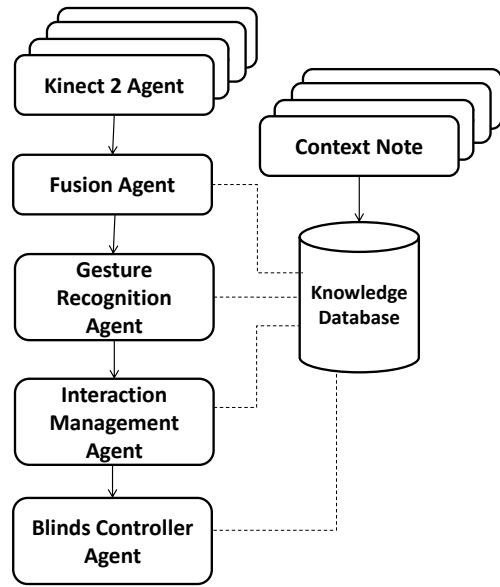 Kinect 2 Agent
Context Note
Fusion Agent
Gesture
Recognition
Agent
Knowledge
Database
Interaction
Management
Agent
Blinds Controller
Agent